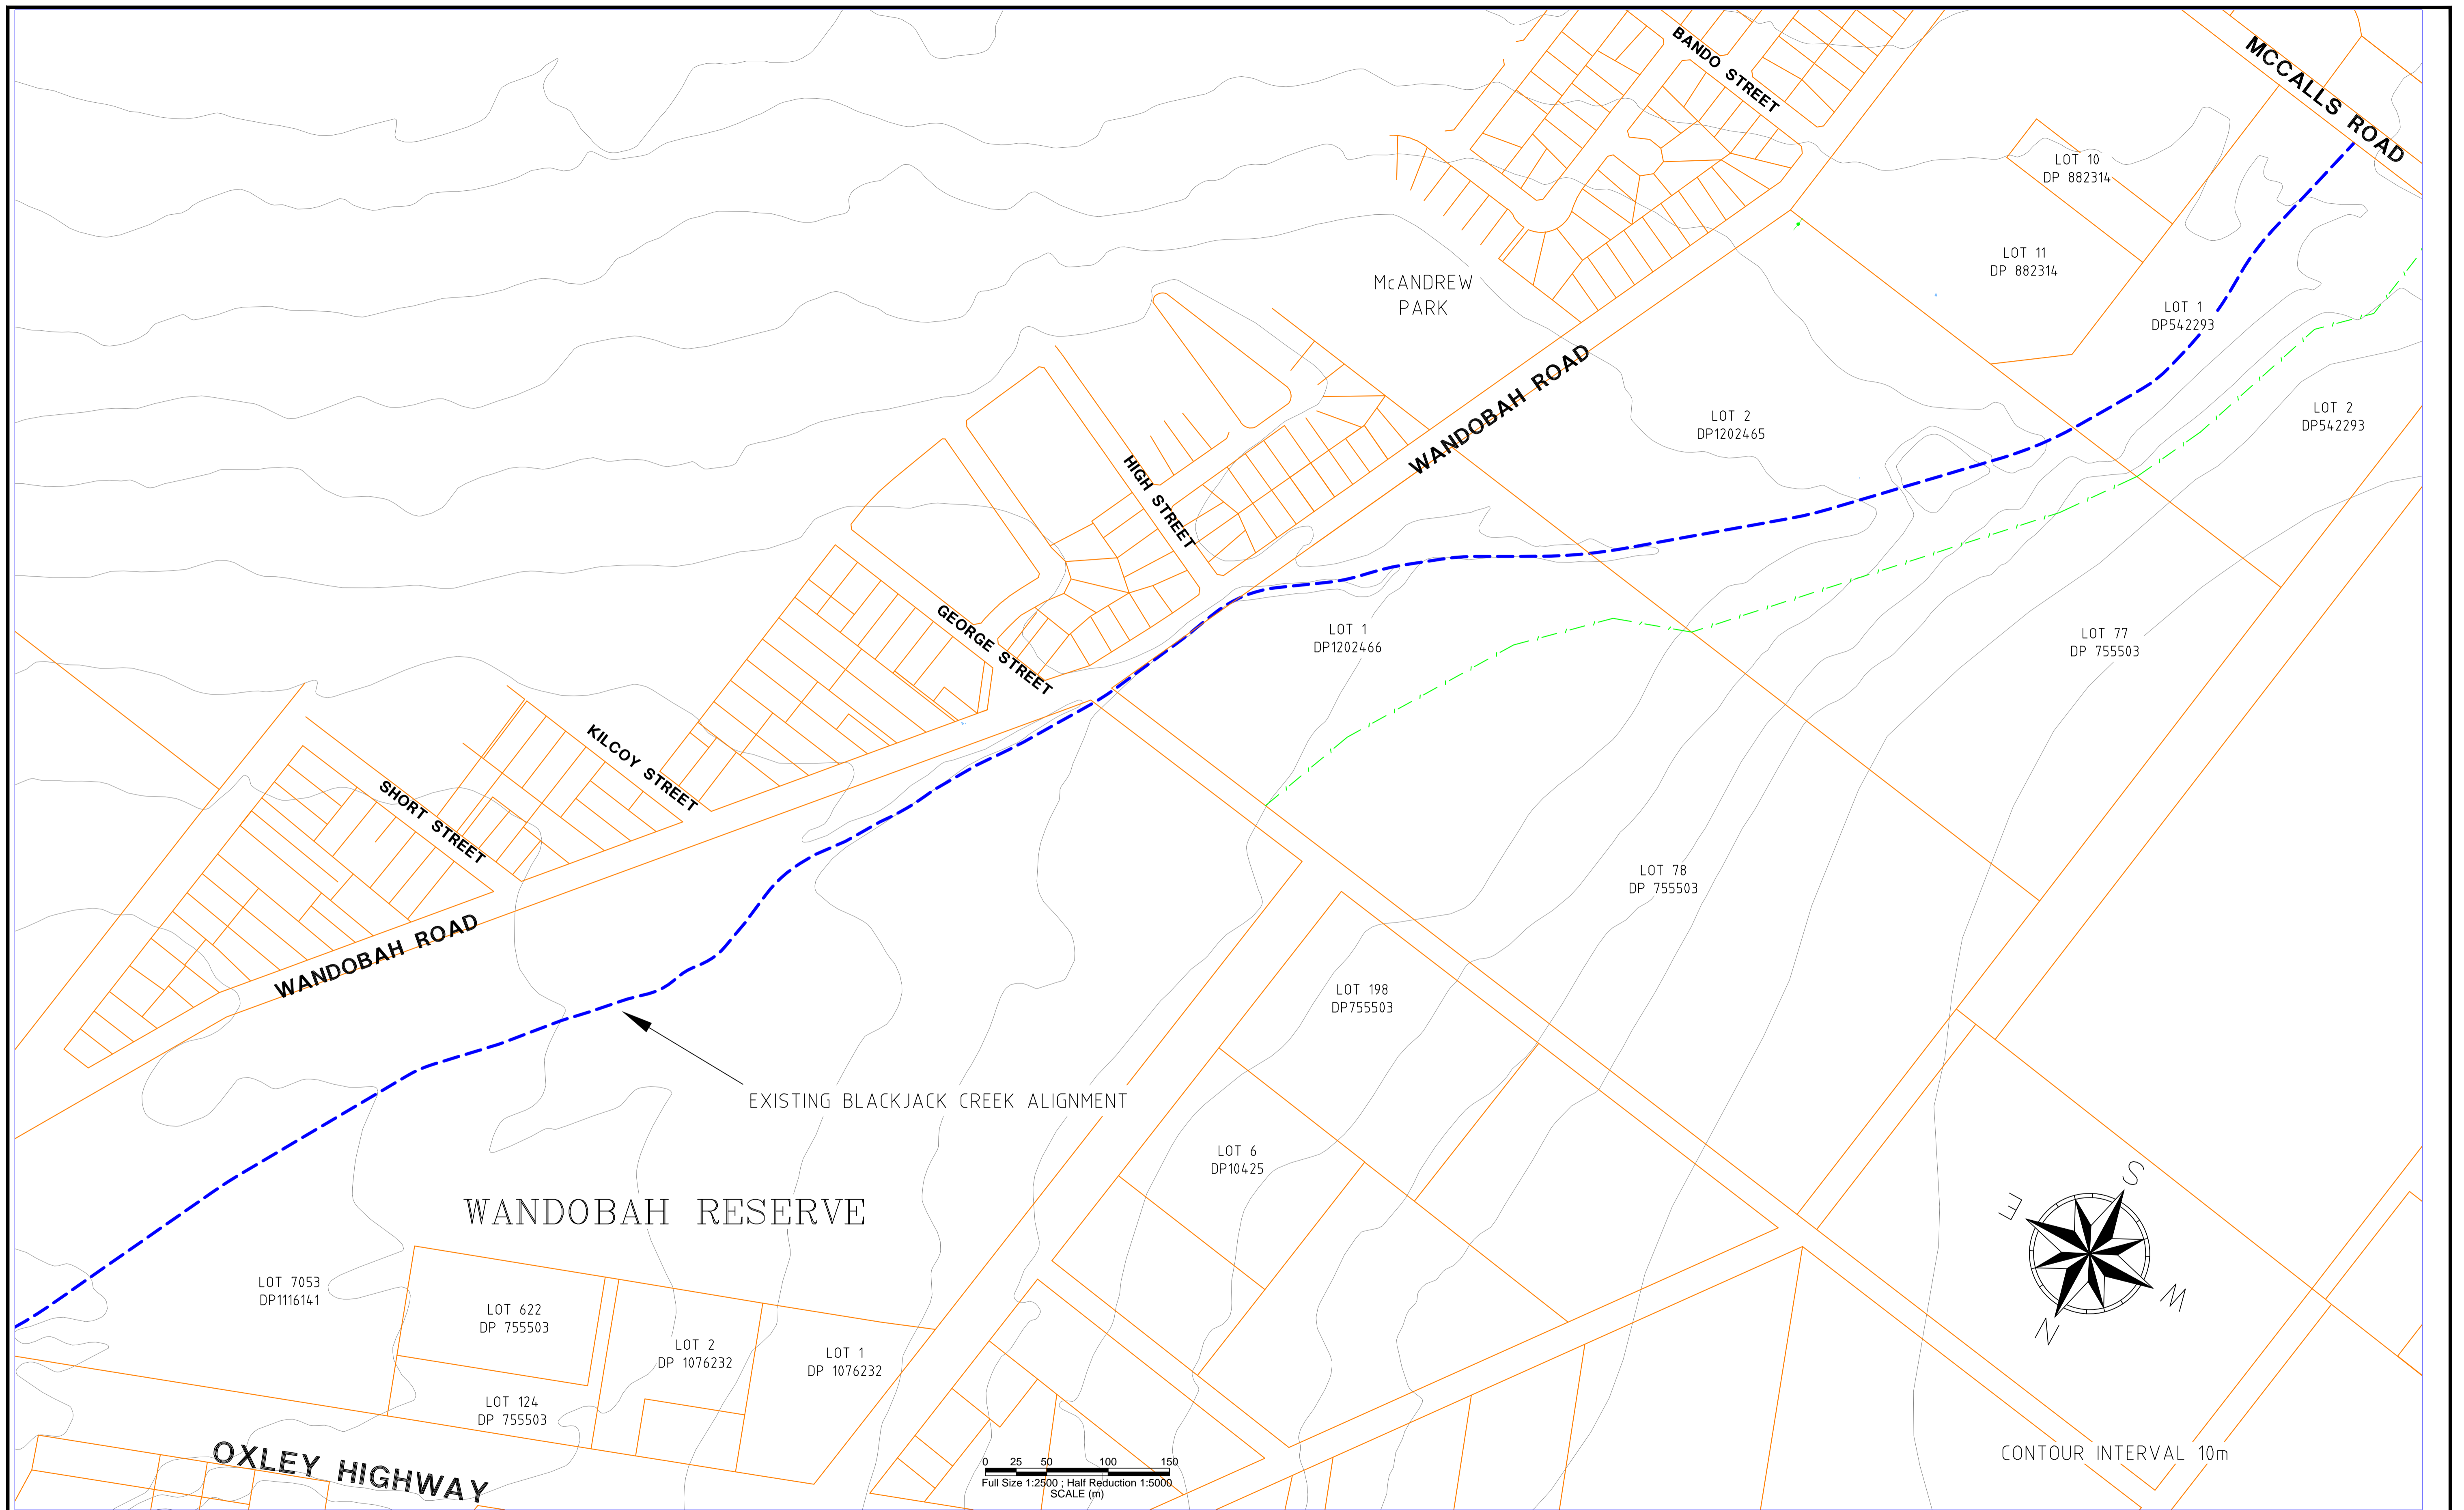 BANDO STREET
MCCALLS ROAD
LOT 10
DP 882314
LOT 11
DP 882314
McANDREW
PARK
LOT 1
DP542293
WANDOBAH ROAD
LOT 2
DP1202465
LOT 2
DP542293
HIGH STREET
GEORGE STREET
LOT 1
DP1202466
LOT 77
DP 755503
KILCOY STREET
SHORT STREET
LOT 78
DP 755503
WANDOBAH ROAD
LOT 198
DP755503
EXISTING BLACKJACK CREEK ALIGNMENT
LOT 6
DP10425
WANDOBAH RESERVE
S
E
W
N
LOT 7053
DP1116141
LOT 622
DP 755503
LOT 2
DP 1076232
LOT 1
DP 1076232
LOT 124
DP 755503
OXLEY HIGHWAY
CONTOUR INTERVAL 10m
0 25 50 100 150
Full Size 1:2500 ; Half Reduction 1:5000
SCALE (m)